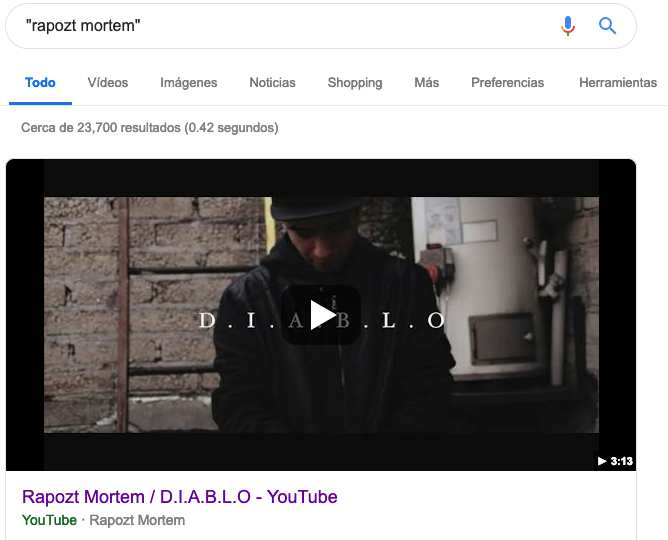 "rapozt mortem"
Todo Vídeos Imágenes Noticias Shopping Más Preferencias Herramientas
Cerca de 23,700 resultados (0.42 segundos)
D.I.A.B.L.O
3:13
Rapozt Mortem / D.I.A.B.L.O - YouTube
YouTube · Rapozt Mortem